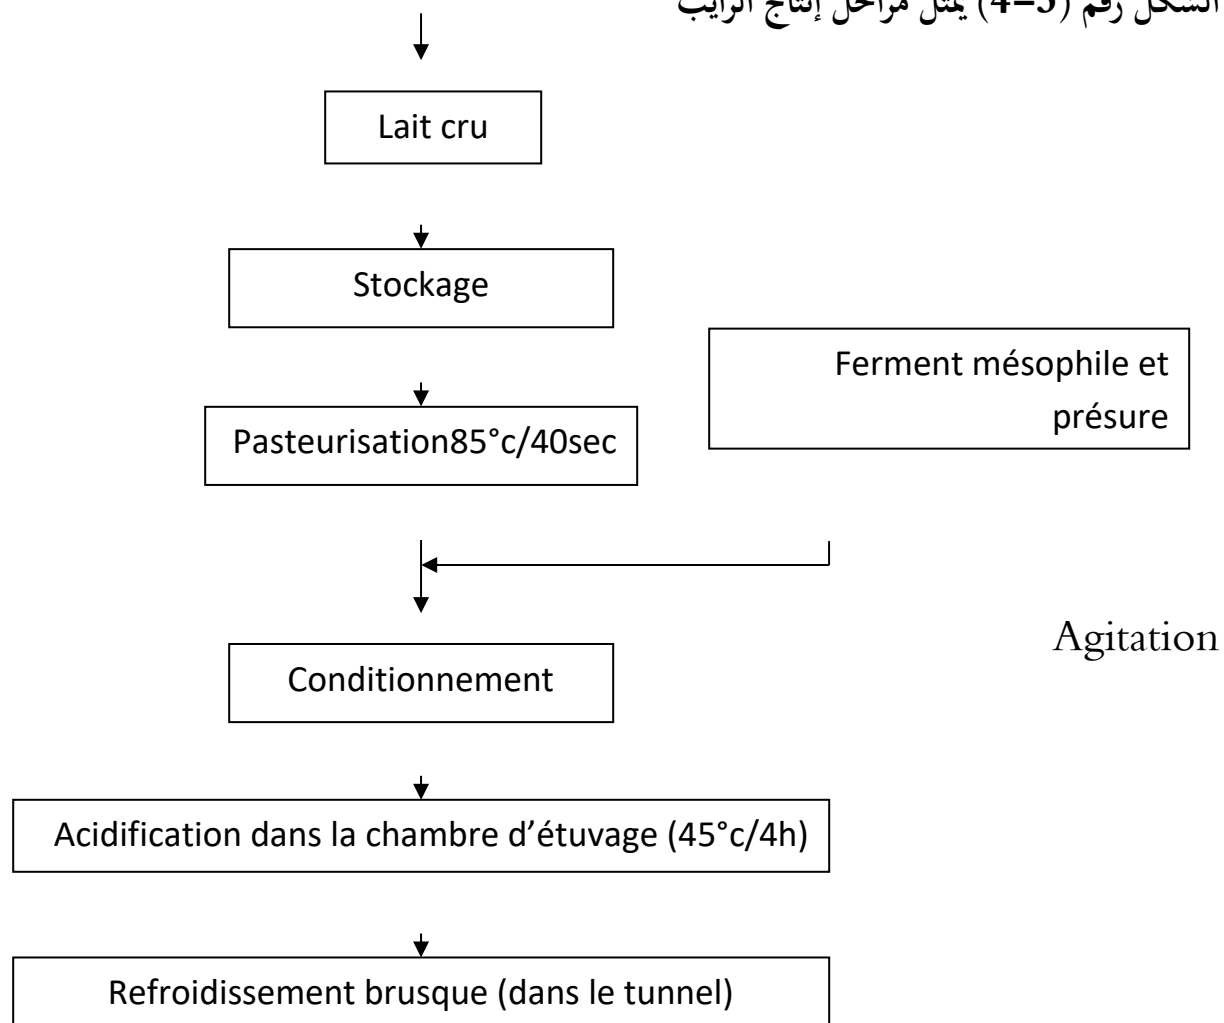 الشكل رقم (5-4) يمثل مراحل إنتاج الرايب
Lait cru
Stockage
Ferment mésophile et
présure
Pasteurisation85°c/40sec
Agitation
Conditionnement
Acidification dans la chambre d’étuvage (45°c/4h)
Refroidissement brusque (dans le tunnel)